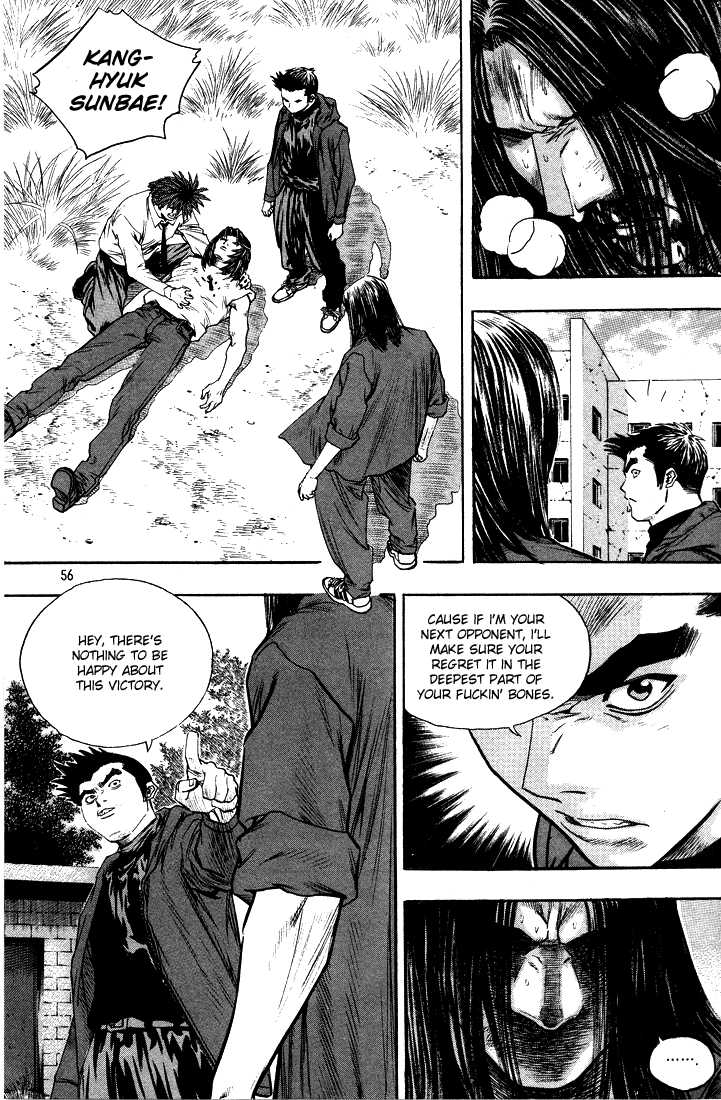 KANG-
HYUK
SUNBAE!
56
HEY, THERE'S
NOTHING TO BE
HAPPY ABOUT
THIS VICTORY.
CAUSE IF I'M YOUR
NEXT OPPONENT, I'LL
MAKE SURE YOUR
REGRET IT IN THE
DEEPEST PART OF
YOUR FUCKIN' BONES.
.......